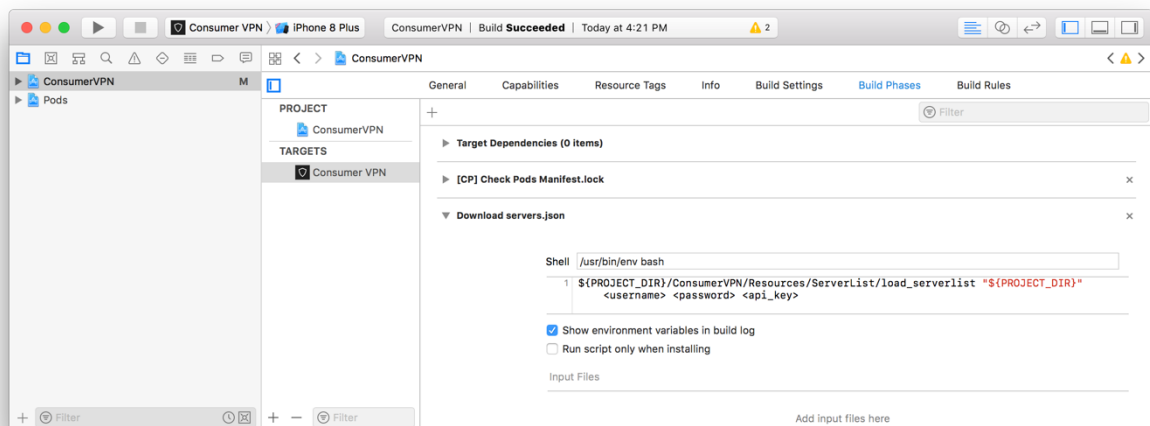 Consumer VPN iPhone 8 Plus ConsumerVPN | Build Succeeded | Today at 4:21 PM 2
ConsumerVPN
ConsumerVPN M
Pods
General Capabilities Resource Tags Info Build Settings Build Phases Build Rules
PROJECT
ConsumerVPN
TARGETS
Consumer VPN
+ Filter
Target Dependencies (0 items)
[CP] Check Pods Manifest.lock ×
Download servers.json ×
Shell /usr/bin/env bash
1 ${PROJECT_DIR}/ConsumerVPN/Resources/ServerList/load_serverlist "${PROJECT_DIR}"
<username> <password> <api_key>
Show environment variables in build log
Run script only when installing
Input Files
Add input files here
+ Filter + − Filter